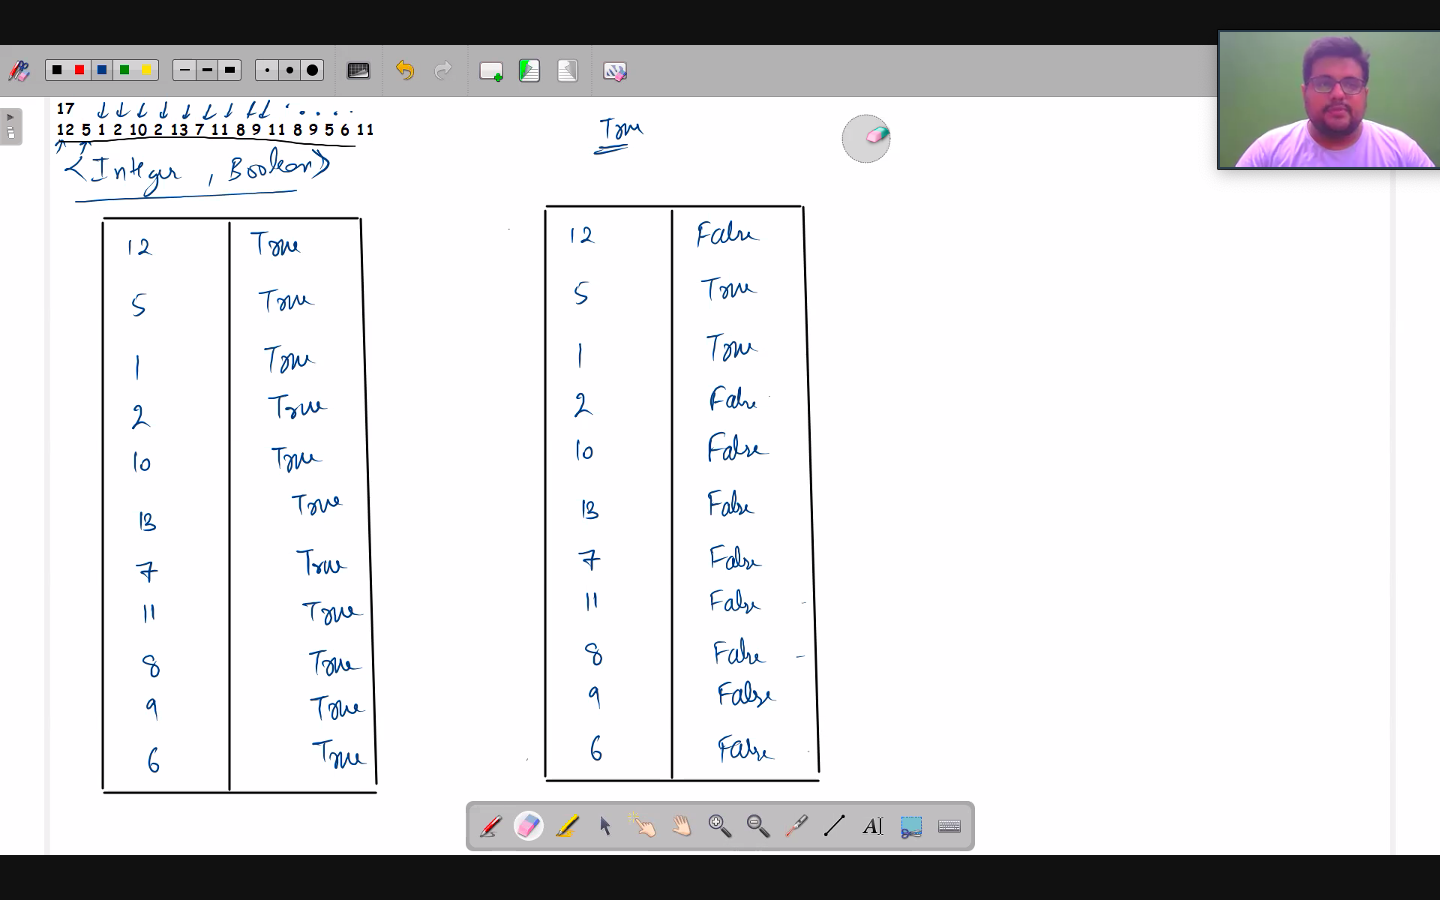 17
12 5 1 2 10 2 13 7 11 8 9 11 8 9 5 6 11
<Integer , Boolean>
12 True
5 True
1 True
2 True
10 True
13 True
7 True
11 True
8 True
9 True
6 True
True
12 False
5 True
1 True
2 False
10 False
13 False
7 False
11 False
8 False
9 False
6 False
A